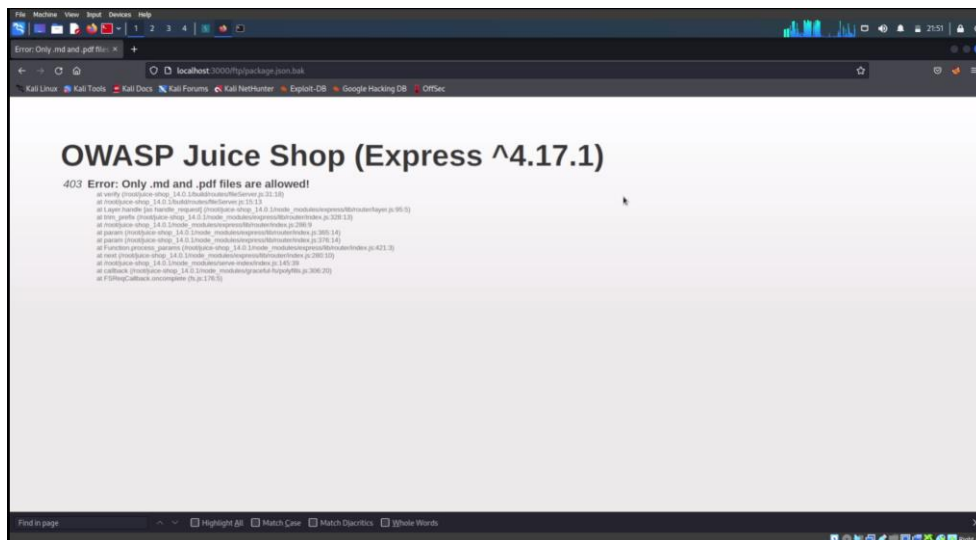 File Machine View Input Devices Help
1 2 3 4
21:51
Error: Only .md and .pdf files
localhost:3000/ftp/package.json.bak
Kali Linux Kali Tools Kali Docs Kali Forums Kali NetHunter Exploit-DB Google Hacking DB OffSec
OWASP Juice Shop (Express ^4.17.1)
403 Error: Only .md and .pdf files are allowed!
at verify (/root/juice-shop_14.0.1/build/routes/fileServer.js:31:18)
at /root/juice-shop_14.0.1/build/routes/fileServer.js:15:13
at Layer.handle [as handle_request] (/root/juice-shop_14.0.1/node_modules/express/lib/router/layer.js:95:5)
at trim_prefix (/root/juice-shop_14.0.1/node_modules/express/lib/router/index.js:328:13)
at /root/juice-shop_14.0.1/node_modules/express/lib/router/index.js:286:9
at param (/root/juice-shop_14.0.1/node_modules/express/lib/router/index.js:365:14)
at param (/root/juice-shop_14.0.1/node_modules/express/lib/router/index.js:376:14)
at Function.process_params (/root/juice-shop_14.0.1/node_modules/express/lib/router/index.js:421:3)
at next (/root/juice-shop_14.0.1/node_modules/express/lib/router/index.js:280:10)
at /root/juice-shop_14.0.1/node_modules/serve-index/index.js:145:39
at callback (/root/juice-shop_14.0.1/node_modules/graceful-fs/polyfills.js:306:20)
at FSReqCallback.oncomplete (fs.js:176:5)
Find in page Highlight All Match Case Match Diacritics Whole Words